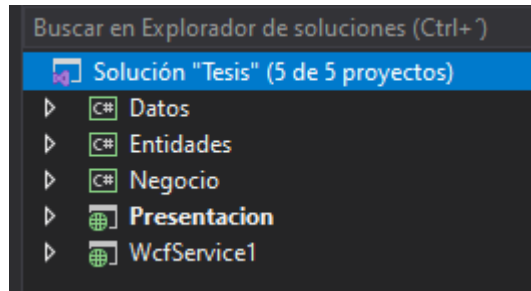 Buscar en Explorador de soluciones (Ctrl+´)
Solución "Tesis" (5 de 5 proyectos)
C# Datos
C# Entidades
C# Negocio
Presentacion
WcfService1